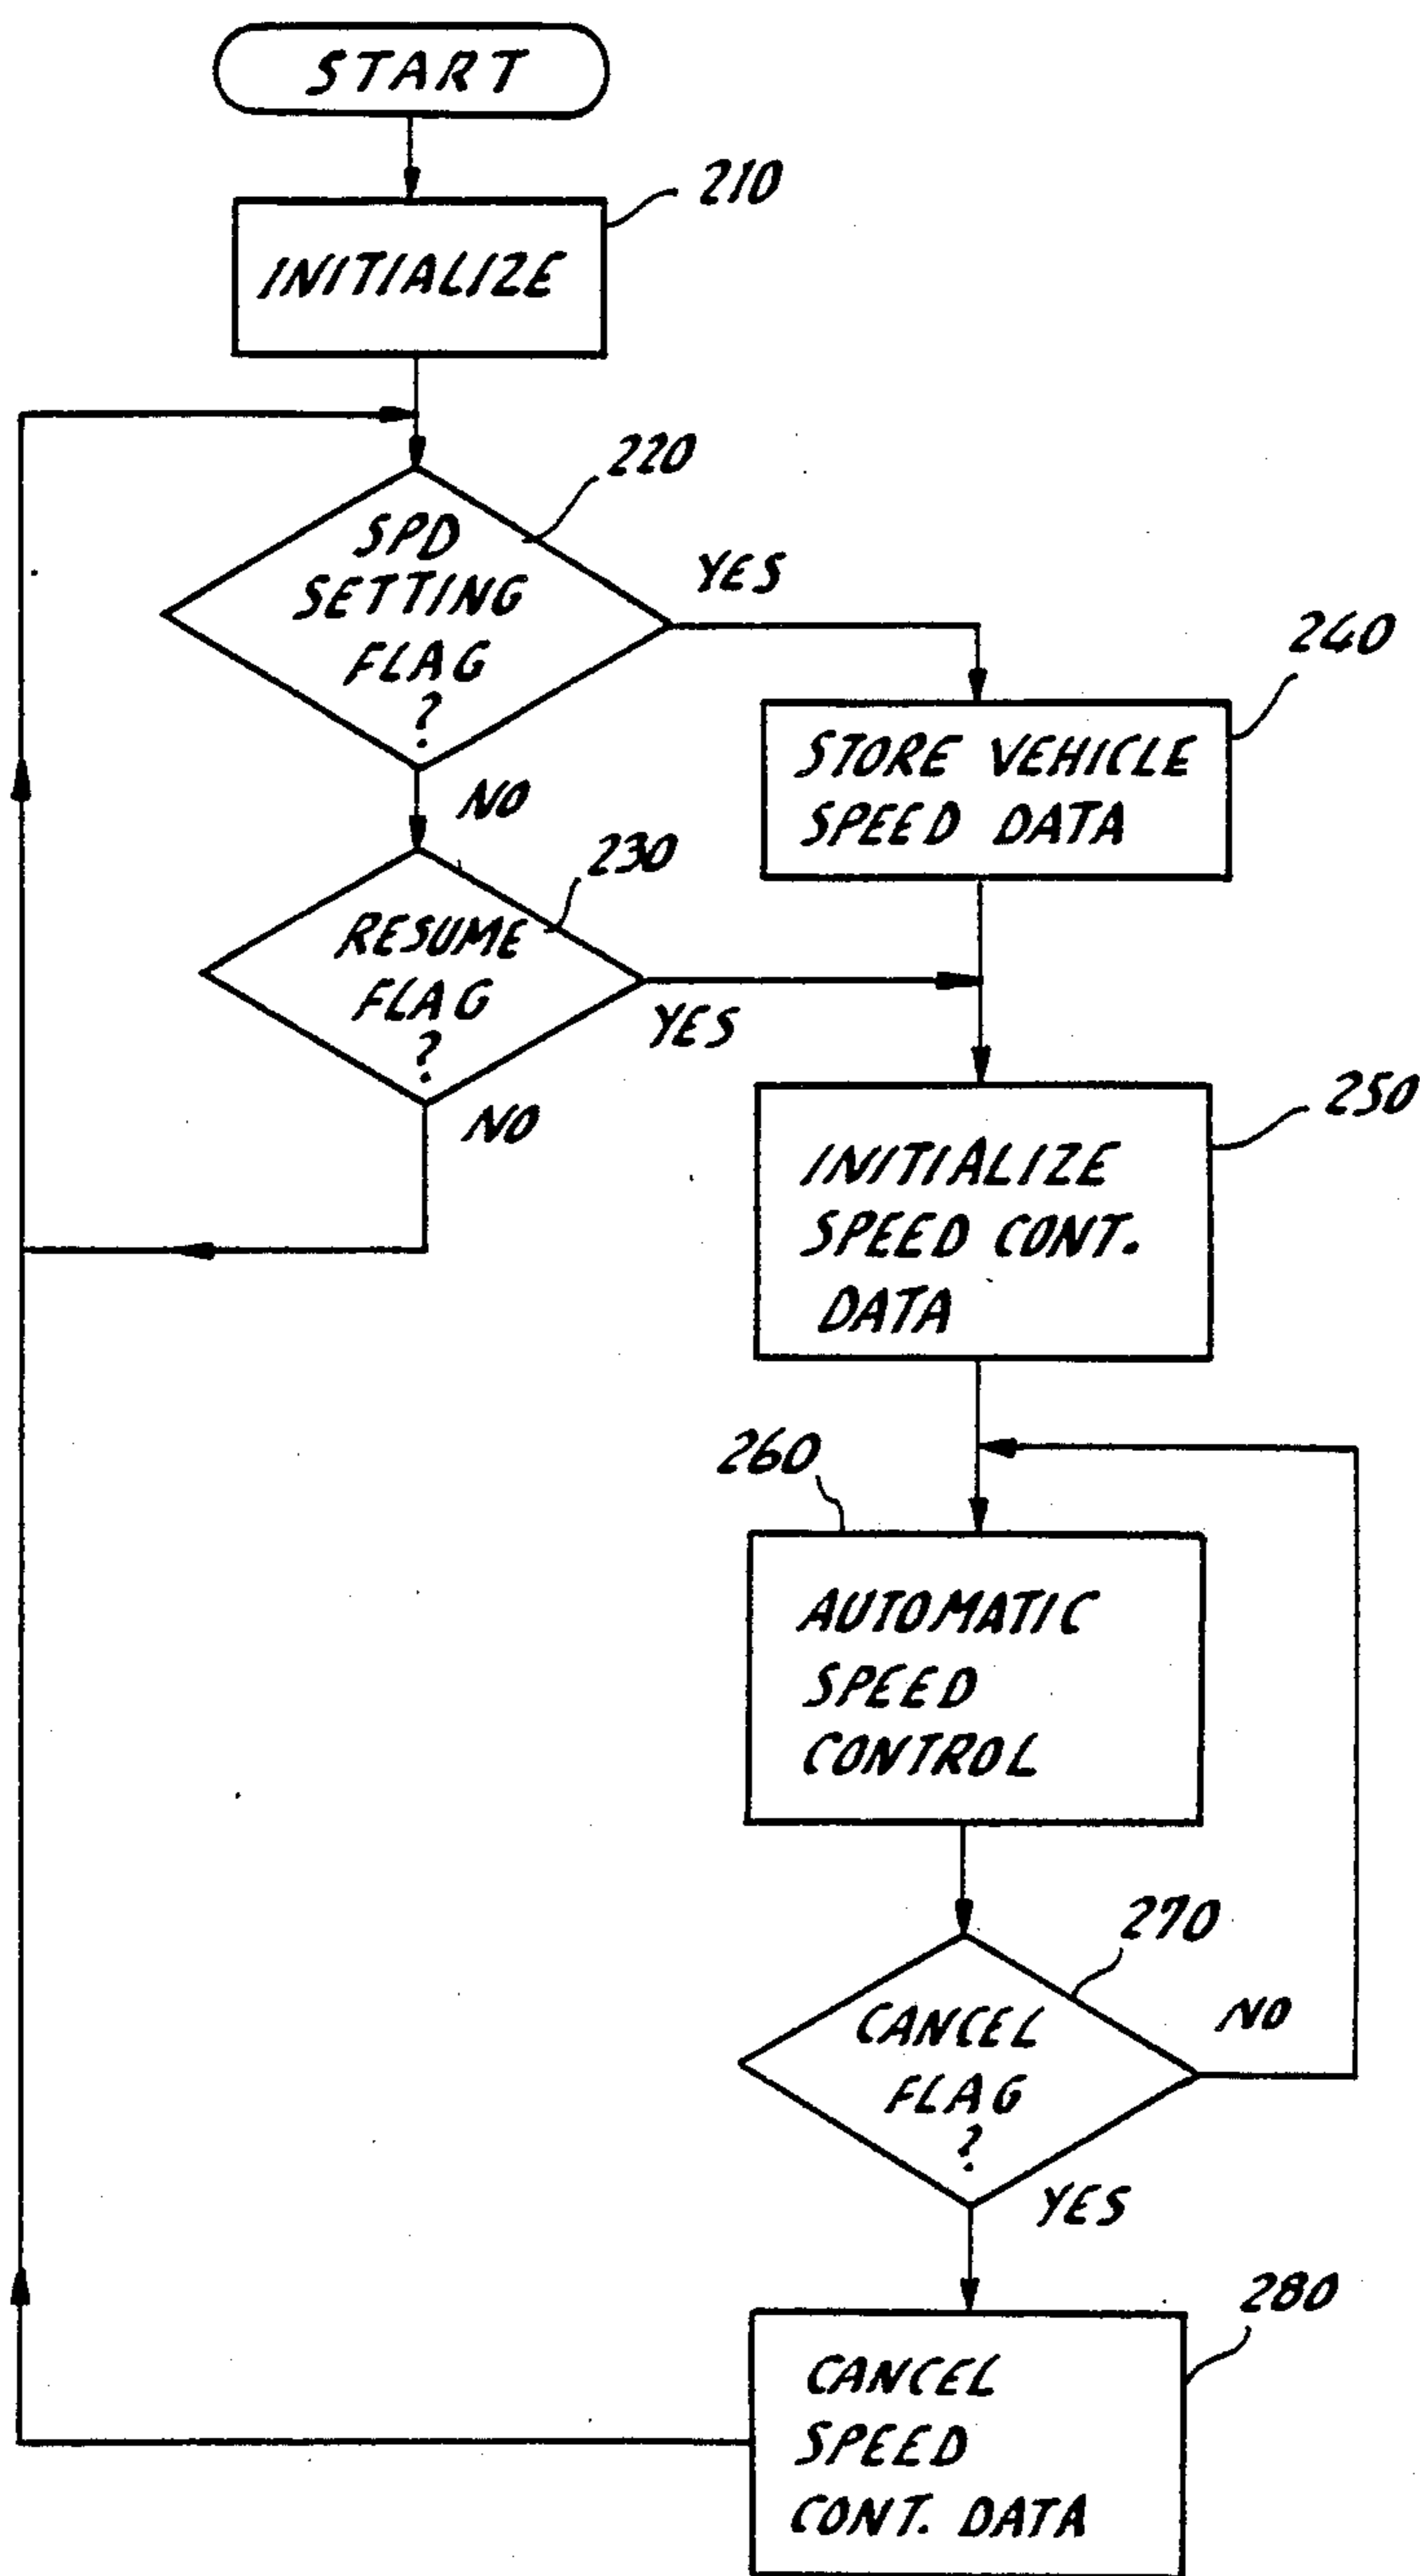 START
210
INITIALIZE
220
SPD
SETTING
FLAG
?
YES
NO
240
STORE VEHICLE
SPEED DATA
230
RESUME
FLAG
?
YES
NO
250
INITIALIZE
SPEED CONT.
DATA
260
AUTOMATIC
SPEED
CONTROL
270
CANCEL
FLAG
?
NO
YES
280
CANCEL
SPEED
CONT. DATA